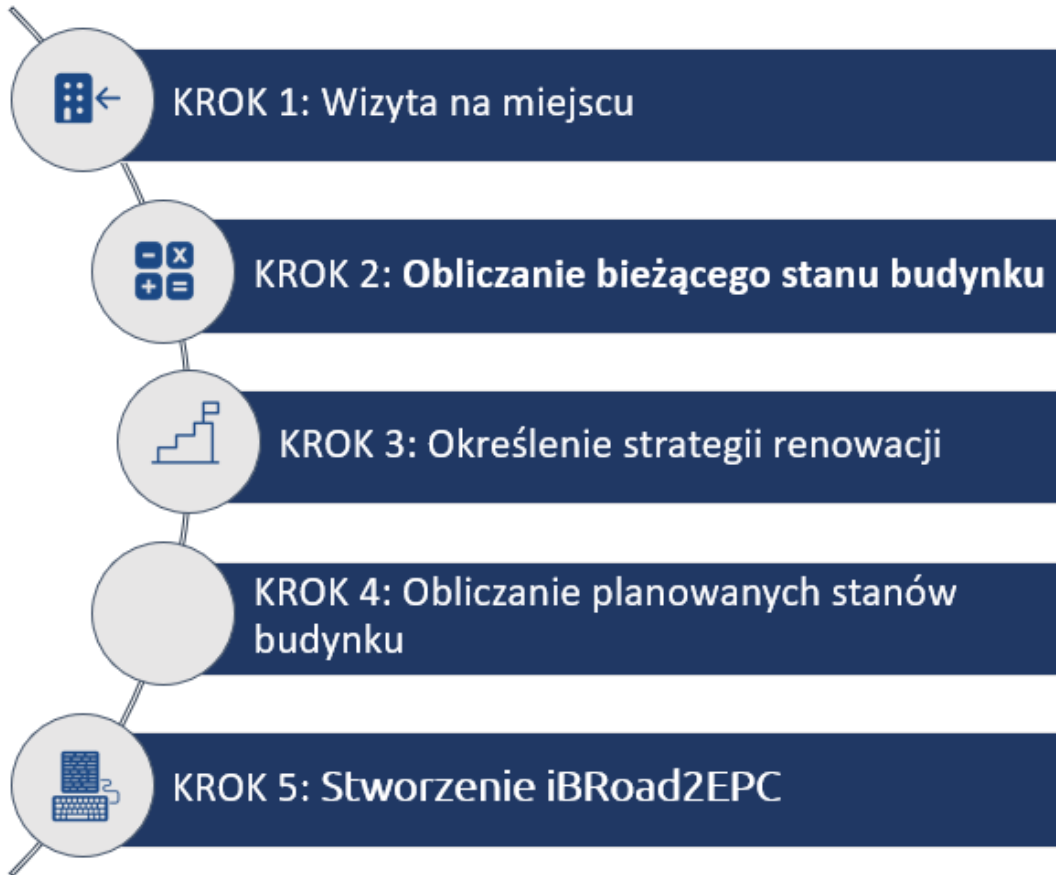 KROK 1: Wizyta na miejscu
KROK 2: Obliczanie bieżącego stanu budynku
KROK 3: Określenie strategii renowacji
KROK 4: Obliczanie planowanych stanów
budynku
KROK 5: Stworzenie iBRoad2EPC